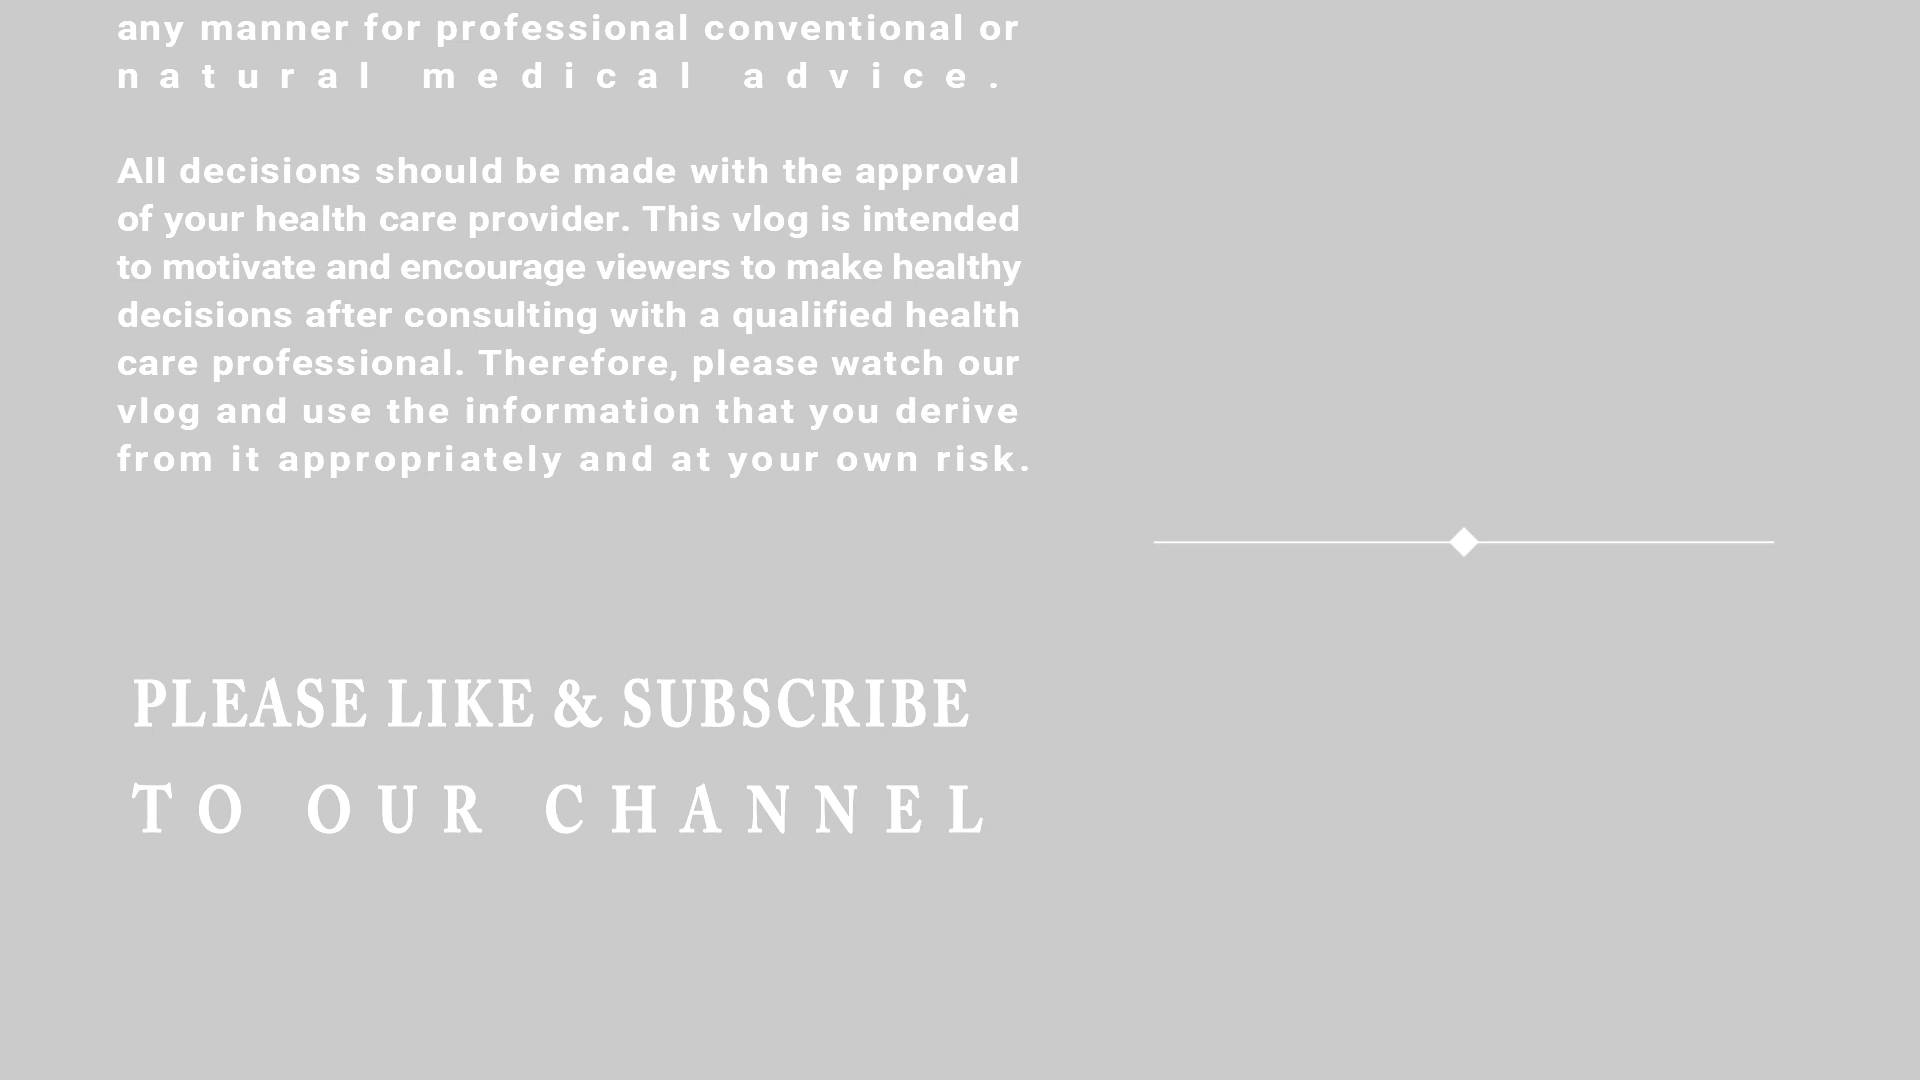 any manner for professional conventional or
natural medical advice.
All decisions should be made with the approval
of your health care provider. This vlog is intended
to motivate and encourage viewers to make healthy
decisions after consulting with a qualified health
care professional. Therefore, please watch our
vlog and use the information that you derive
from it appropriately and at your own risk.
PLEASE LIKE & SUBSCRIBE
TO OUR CHANNEL